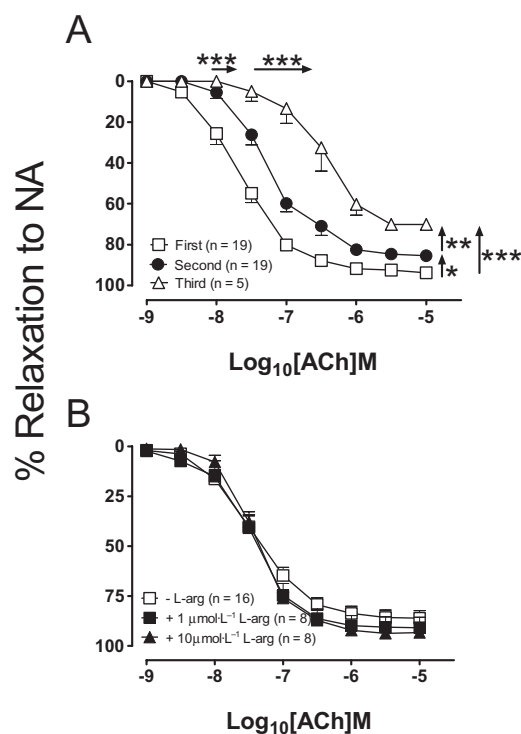 A
***
***
0
20
40
60
80
100
First (n = 19)
Second (n = 19)
Third (n = 5)
**
***
*
-9 -8 -7 -6 -5
Log₁₀[ACh]M
% Relaxation to NA
B
0
25
50
75
100
- L-arg (n = 16)
+ 1 μmol·L⁻¹ L-arg (n = 8)
+ 10μmol·L⁻¹ L-arg (n = 8)
-9 -8 -7 -6 -5
Log₁₀[ACh]M